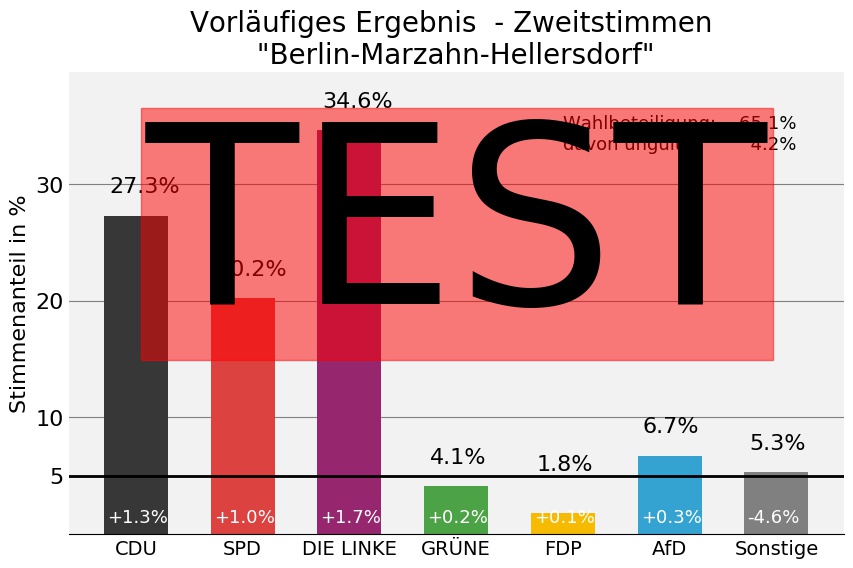 Vorläufiges Ergebnis - Zweitstimmen
"Berlin-Marzahn-Hellersdorf"
34.6%
Wahlbeteiligung: 65.1%
davon 4.2%
TEST
27.3%
0.2%
6.7%
5.3%
4.1%
1.8%
Stimmenanteil in %
30
20
10
5
+1.3% +1.0% +1.7% +0.2% +0.1% +0.3% -4.6%
CDU SPD DIE LINKE GRÜNE FDP AfD Sonstige